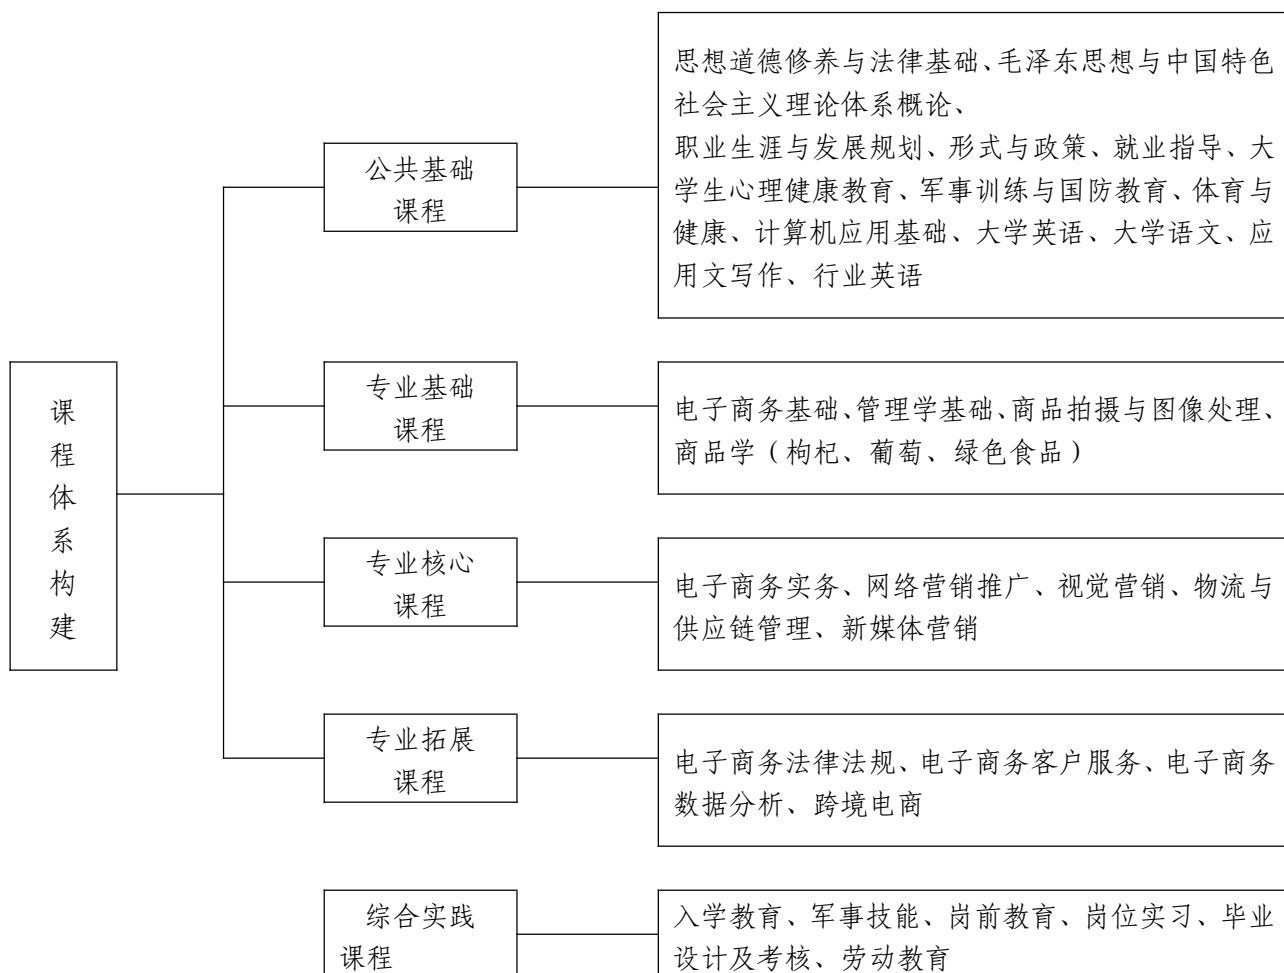 课
程
体
系
构
建
公共基础
课程
思想道德修养与法律基础、毛泽东思想与中国特色
社会主义理论体系概论、
职业生涯与发展规划、形式与政策、就业指导、大
学生心理健康教育、军事训练与国防教育、体育与
健康、计算机应用基础、大学英语、大学语文、应
用文写作、行业英语
专业基础
课程
电子商务基础、管理学基础、商品拍摄与图像处理、
商品学（枸杞、葡萄、绿色食品）
专业核心
课程
电子商务实务、网络营销推广、视觉营销、物流与
供应链管理、新媒体营销
专业拓展
课程
电子商务法律法规、电子商务客户服务、电子商务
数据分析、跨境电商
综合实践
课程
入学教育、军事技能、岗前教育、岗位实习、毕业
设计及考核、劳动教育